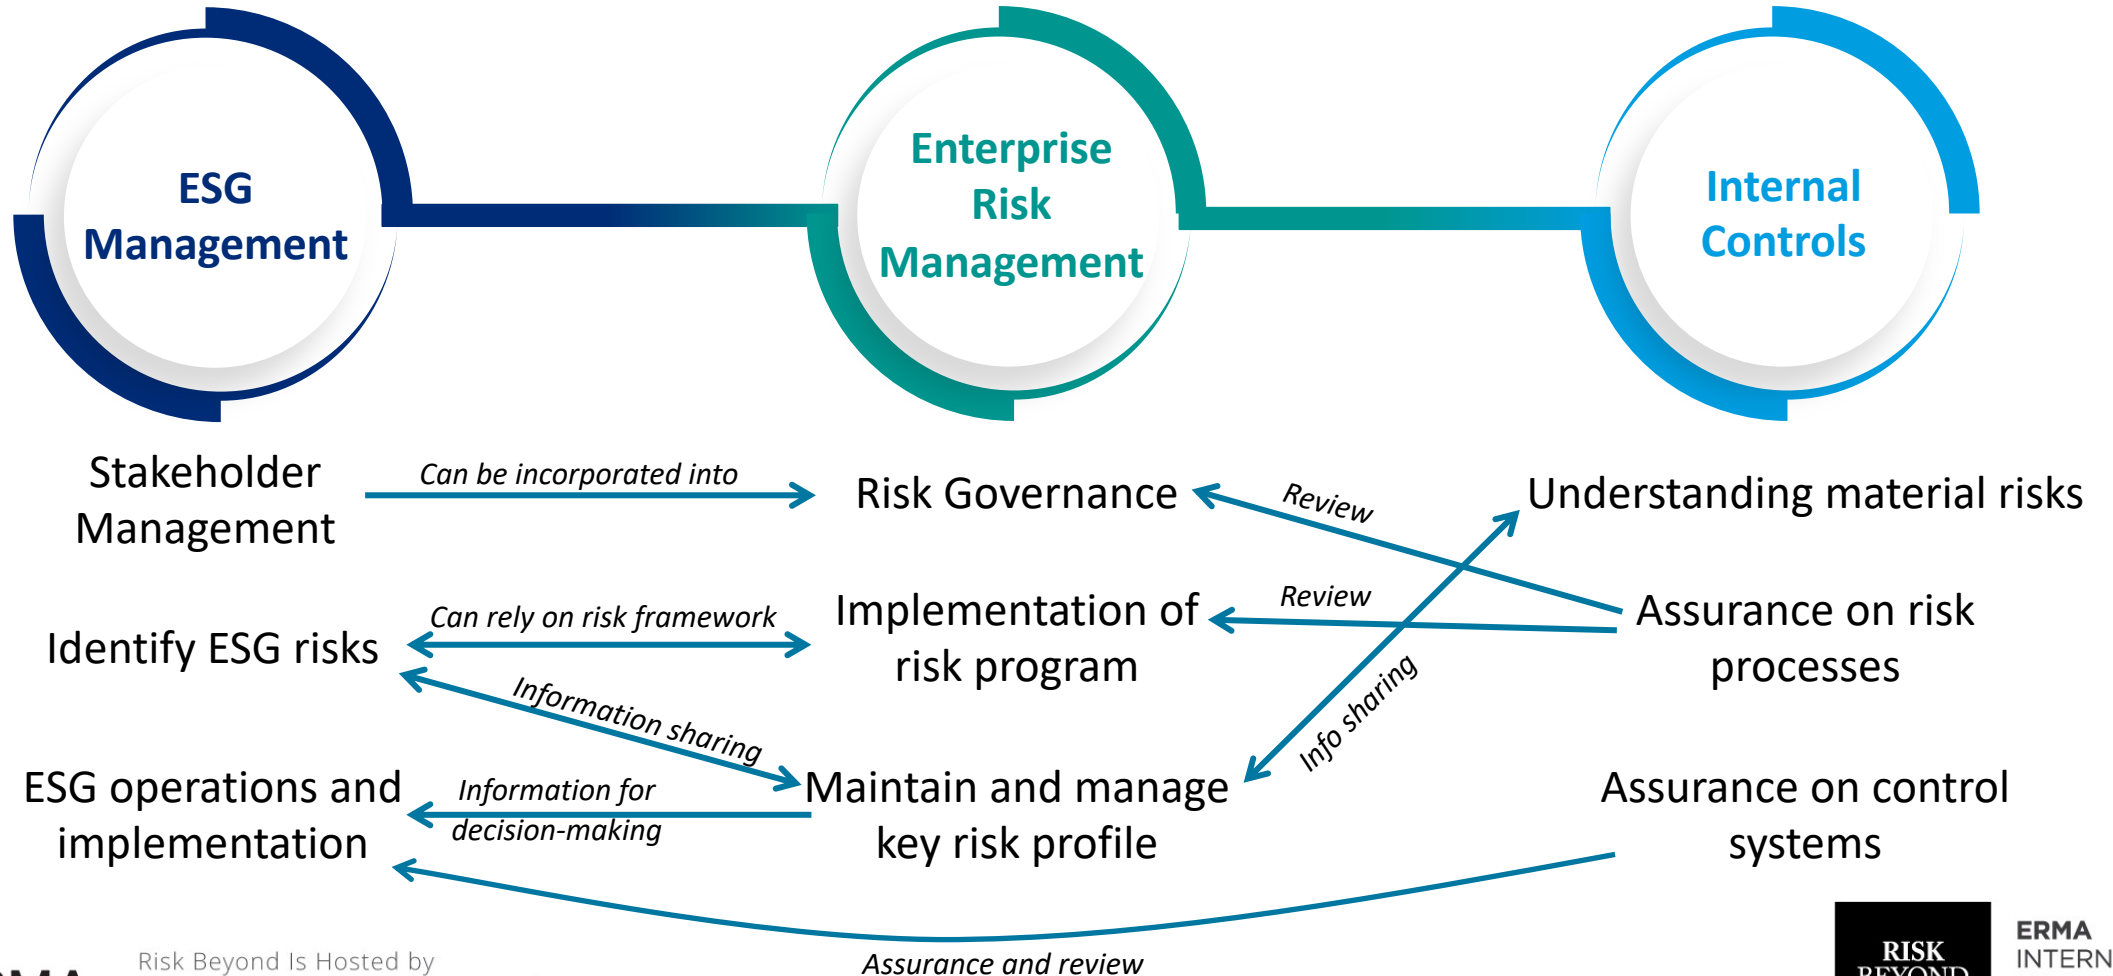 ESG
Management
Enterprise
Risk
Management
Internal
Controls
Stakeholder
Management
Can be incorporated into
Risk Governance
Review
Understanding material risks
Identify ESG risks
Can rely on risk framework
Implementation of
risk program
Review
Assurance on risk
processes
Information sharing
Info sharing
ESG operations and
implementation
Information for
decision-making
Maintain and manage
key risk profile
Assurance on control
systems
Assurance and review
Risk Beyond Is Hosted by
RISK
BEYOND
ERMA
INTERN